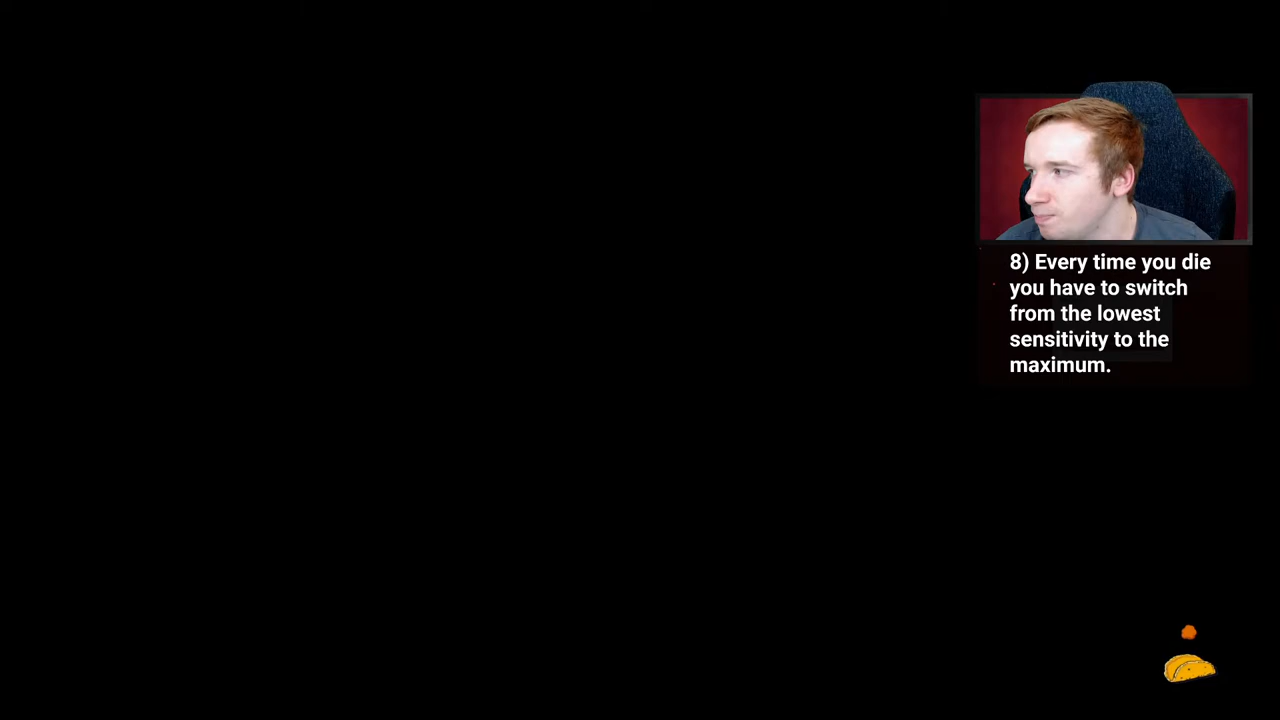 8) Every time you die
you have to switch
from the lowest
sensitivity to the
maximum.